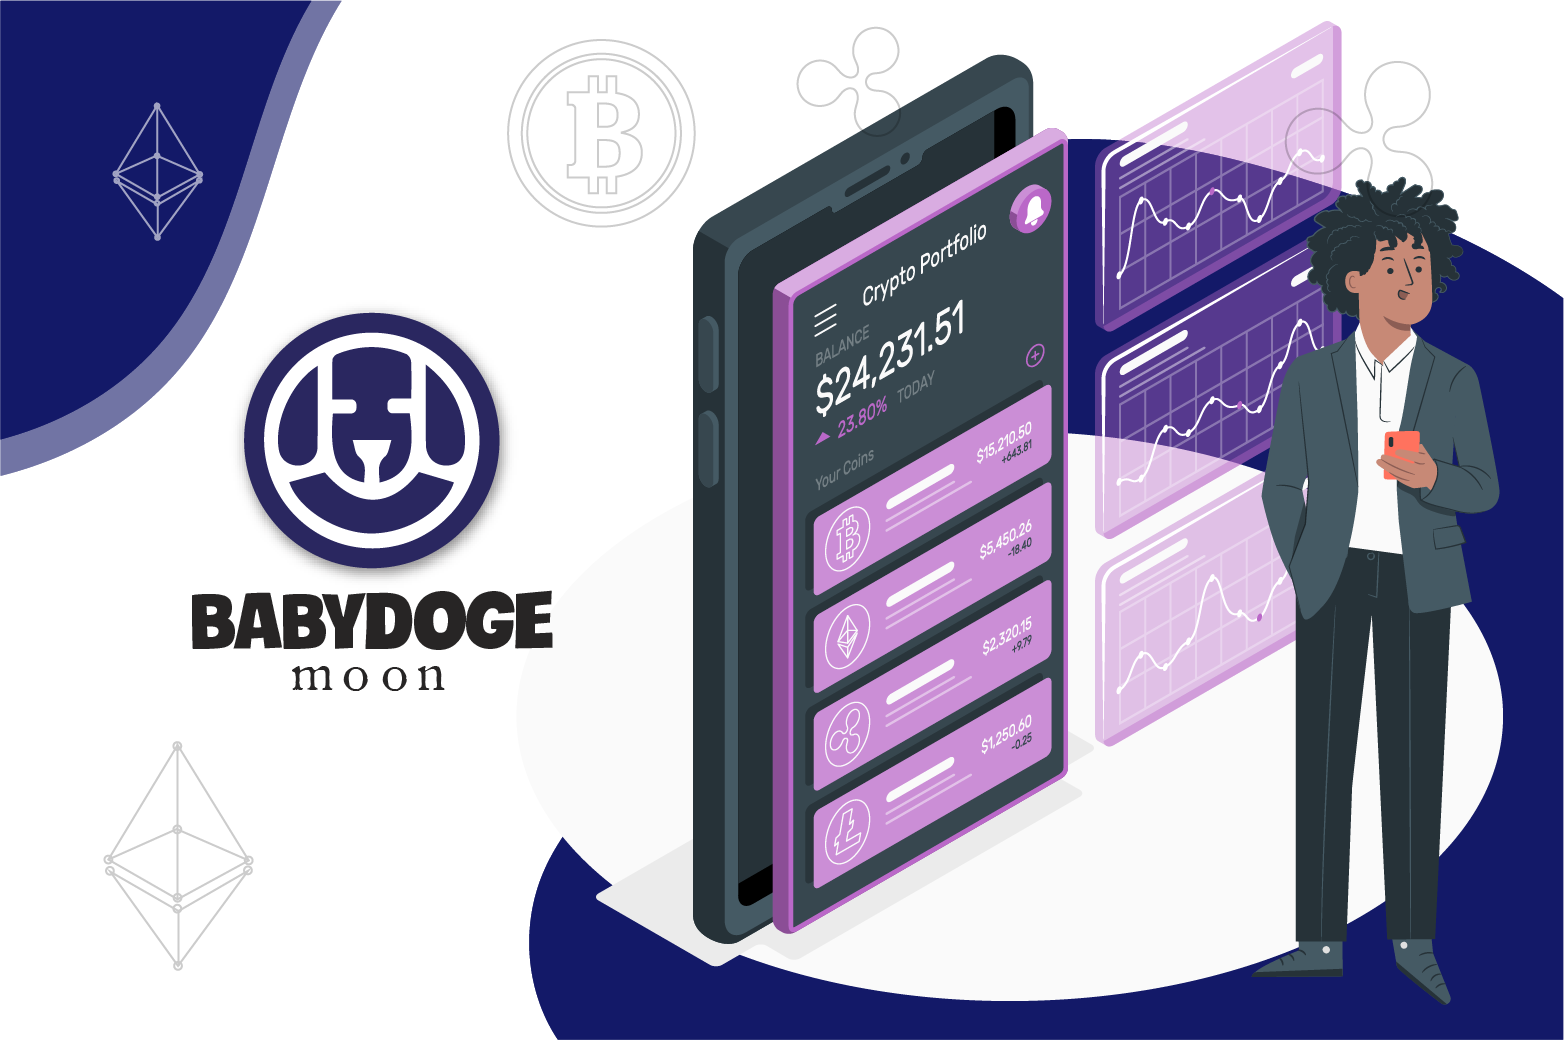 BABYDOGE
moon
Crypto Portfolio
BALANCE
$24,231.51
23.80% TODAY
Your Coins
$15,210.50
+643.81
$5,450.26
-18.40
$2,320.15
+9.79
$1,250.60
-0.25